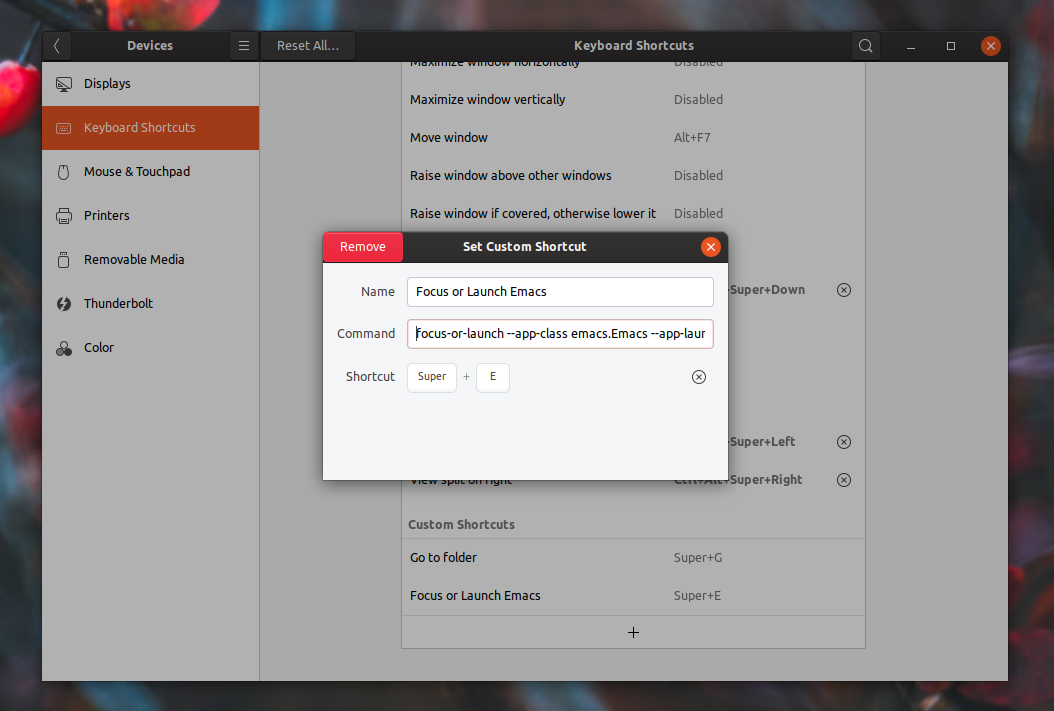 Devices
Reset All...
Keyboard Shortcuts
Displays
Keyboard Shortcuts
Mouse & Touchpad
Printers
Removable Media
Thunderbolt
Color
Maximize window horizontally Disabled
Maximize window vertically Disabled
Move window Alt+F7
Raise window above other windows Disabled
Raise window if covered, otherwise lower it Disabled
Super+Down
Super+Left
View split on right Ctrl+Alt+Super+Right
Custom Shortcuts
Go to folder Super+G
Focus or Launch Emacs Super+E
+
Remove
Set Custom Shortcut
Name Focus or Launch Emacs
Command focus-or-launch --app-class emacs.Emacs --app-laun
Shortcut Super + E